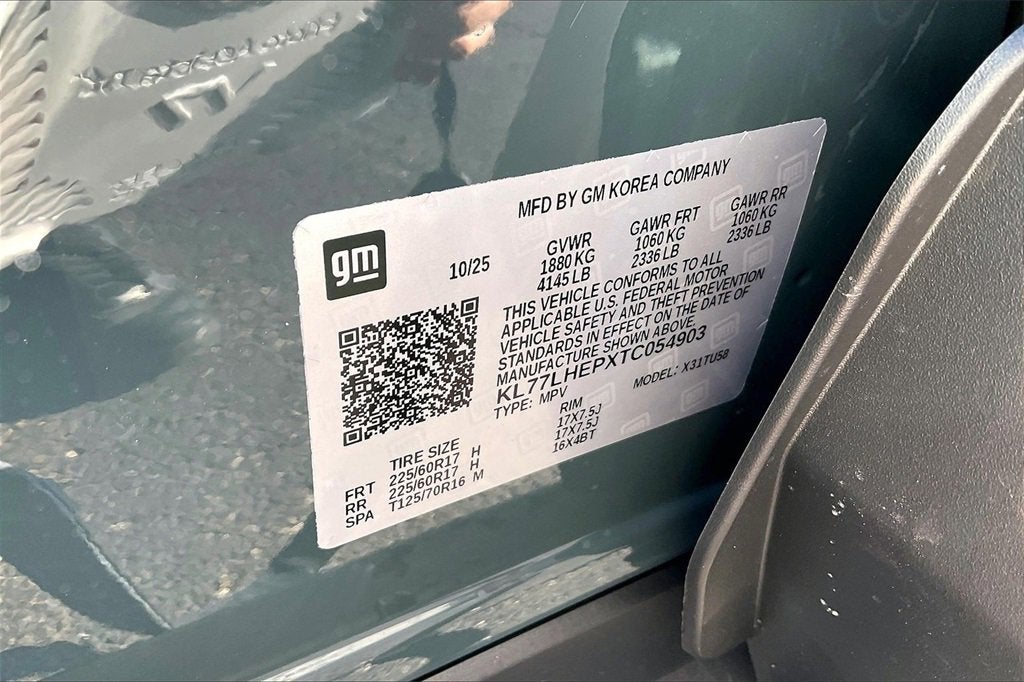 MFD BY GM KOREA COMPANY
gm
10/25
GVWR GAWR FRT GAWR RR
1880 KG 1060 KG 1060 KG
4145 LB 2336 LB 2336 LB
THIS VEHICLE CONFORMS TO ALL
APPLICABLE U.S. FEDERAL MOTOR
VEHICLE SAFETY AND THEFT PREVENTION
STANDARDS IN EFFECT ON THE DATE OF
MANUFACTURE SHOWN ABOVE.
KL77LHEPXTC054903
TYPE: MPV MODEL: X31TU58
TIRE SIZE RIM
FRT 225/60R17 H 17X7.5J
RR 225/60R17 H 17X7.5J
SPA T125/70R16 M 16X4BT